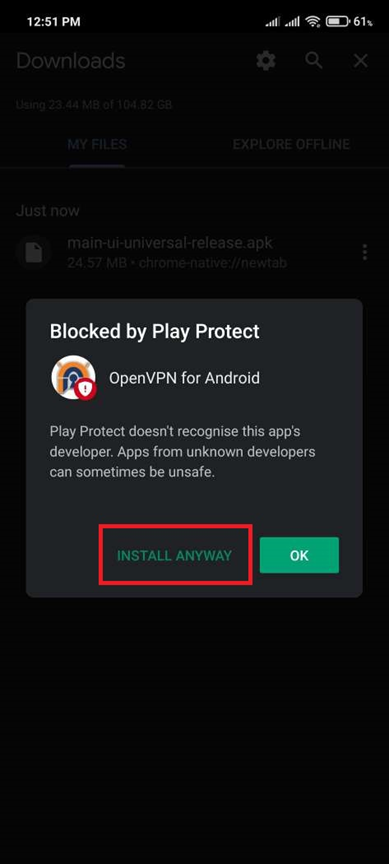 12:51 PM
61%
Downloads
Using 23.44 MB of 104.82 GB
MY FILES
EXPLORE OFFLINE
Just now
main-ui-universal-release.apk
24.57 MB • chrome-native://newtab
Blocked by Play Protect
OpenVPN for Android
Play Protect doesn't recognise this app's
developer. Apps from unknown developers
can sometimes be unsafe.
INSTALL ANYWAY
OK